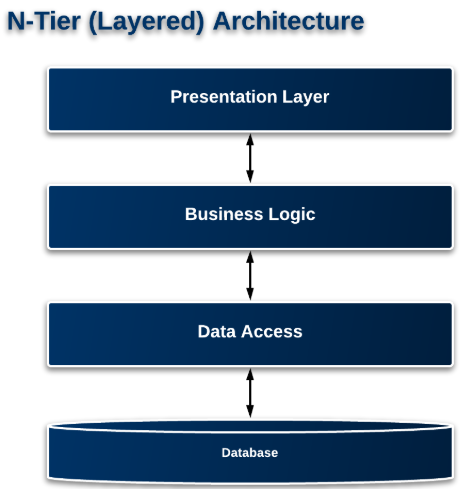 N-Tier (Layered) Architecture
Presentation Layer
Business Logic
Data Access
Database